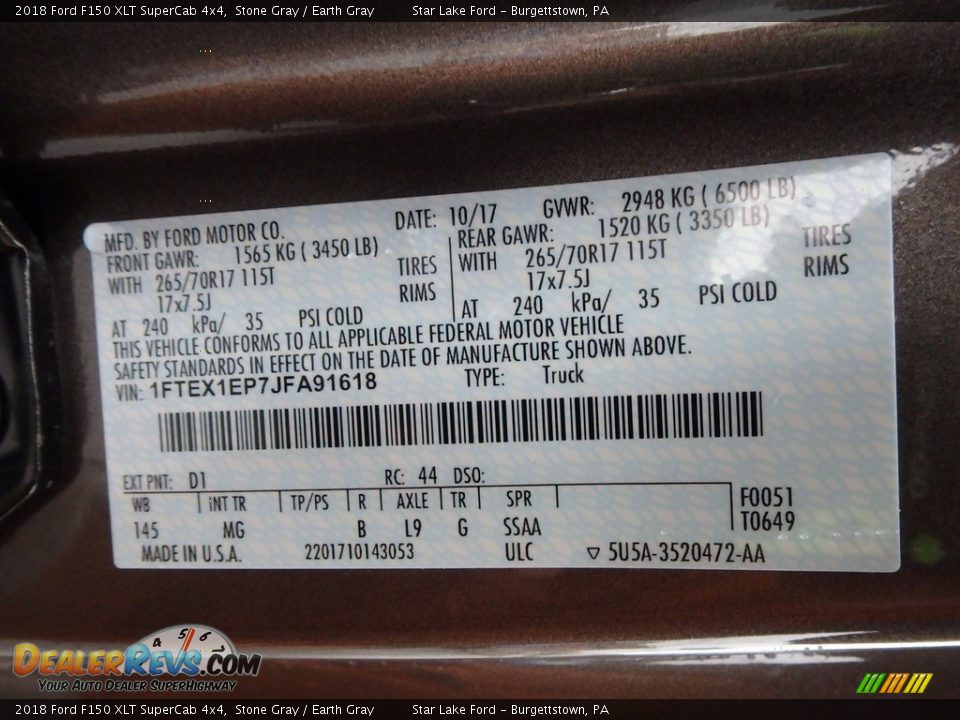 2018 Ford F150 XLT SuperCab 4x4, Stone Gray / Earth Gray Star Lake Ford - Burgettstown, PA
MFD. BY FORD MOTOR CO. DATE: 10/17 GVWR: 2948 KG ( 6500 LB)
FRONT GAWR: 1565 KG ( 3450 LB) REAR GAWR: 1520 KG ( 3350 LB)
WITH 265/70R17 115T TIRES WITH 265/70R17 115T TIRES
17x7.5J RIMS 17x7.5J RIMS
AT 240 kPa/ 35 PSI COLD AT 240 kPa/ 35 PSI COLD
THIS VEHICLE CONFORMS TO ALL APPLICABLE FEDERAL MOTOR VEHICLE
SAFETY STANDARDS IN EFFECT ON THE DATE OF MANUFACTURE SHOWN ABOVE.
VIN: 1FTEX1EP7JFA91618 TYPE: Truck
EXT PNT: D1 RC: 44 DSO:
WB INT TR TP/PS R AXLE TR SPR F0051
145 MG B L9 G SSAA T0649
MADE IN U.S.A. 2201710143053 ULC ▽ 5U5A-3520472-AA
4 5 6
DEALERREVS.COM
YOUR AUTO DEALER SUPERHIGHWAY
2018 Ford F150 XLT SuperCab 4x4, Stone Gray / Earth Gray Star Lake Ford - Burgettstown, PA